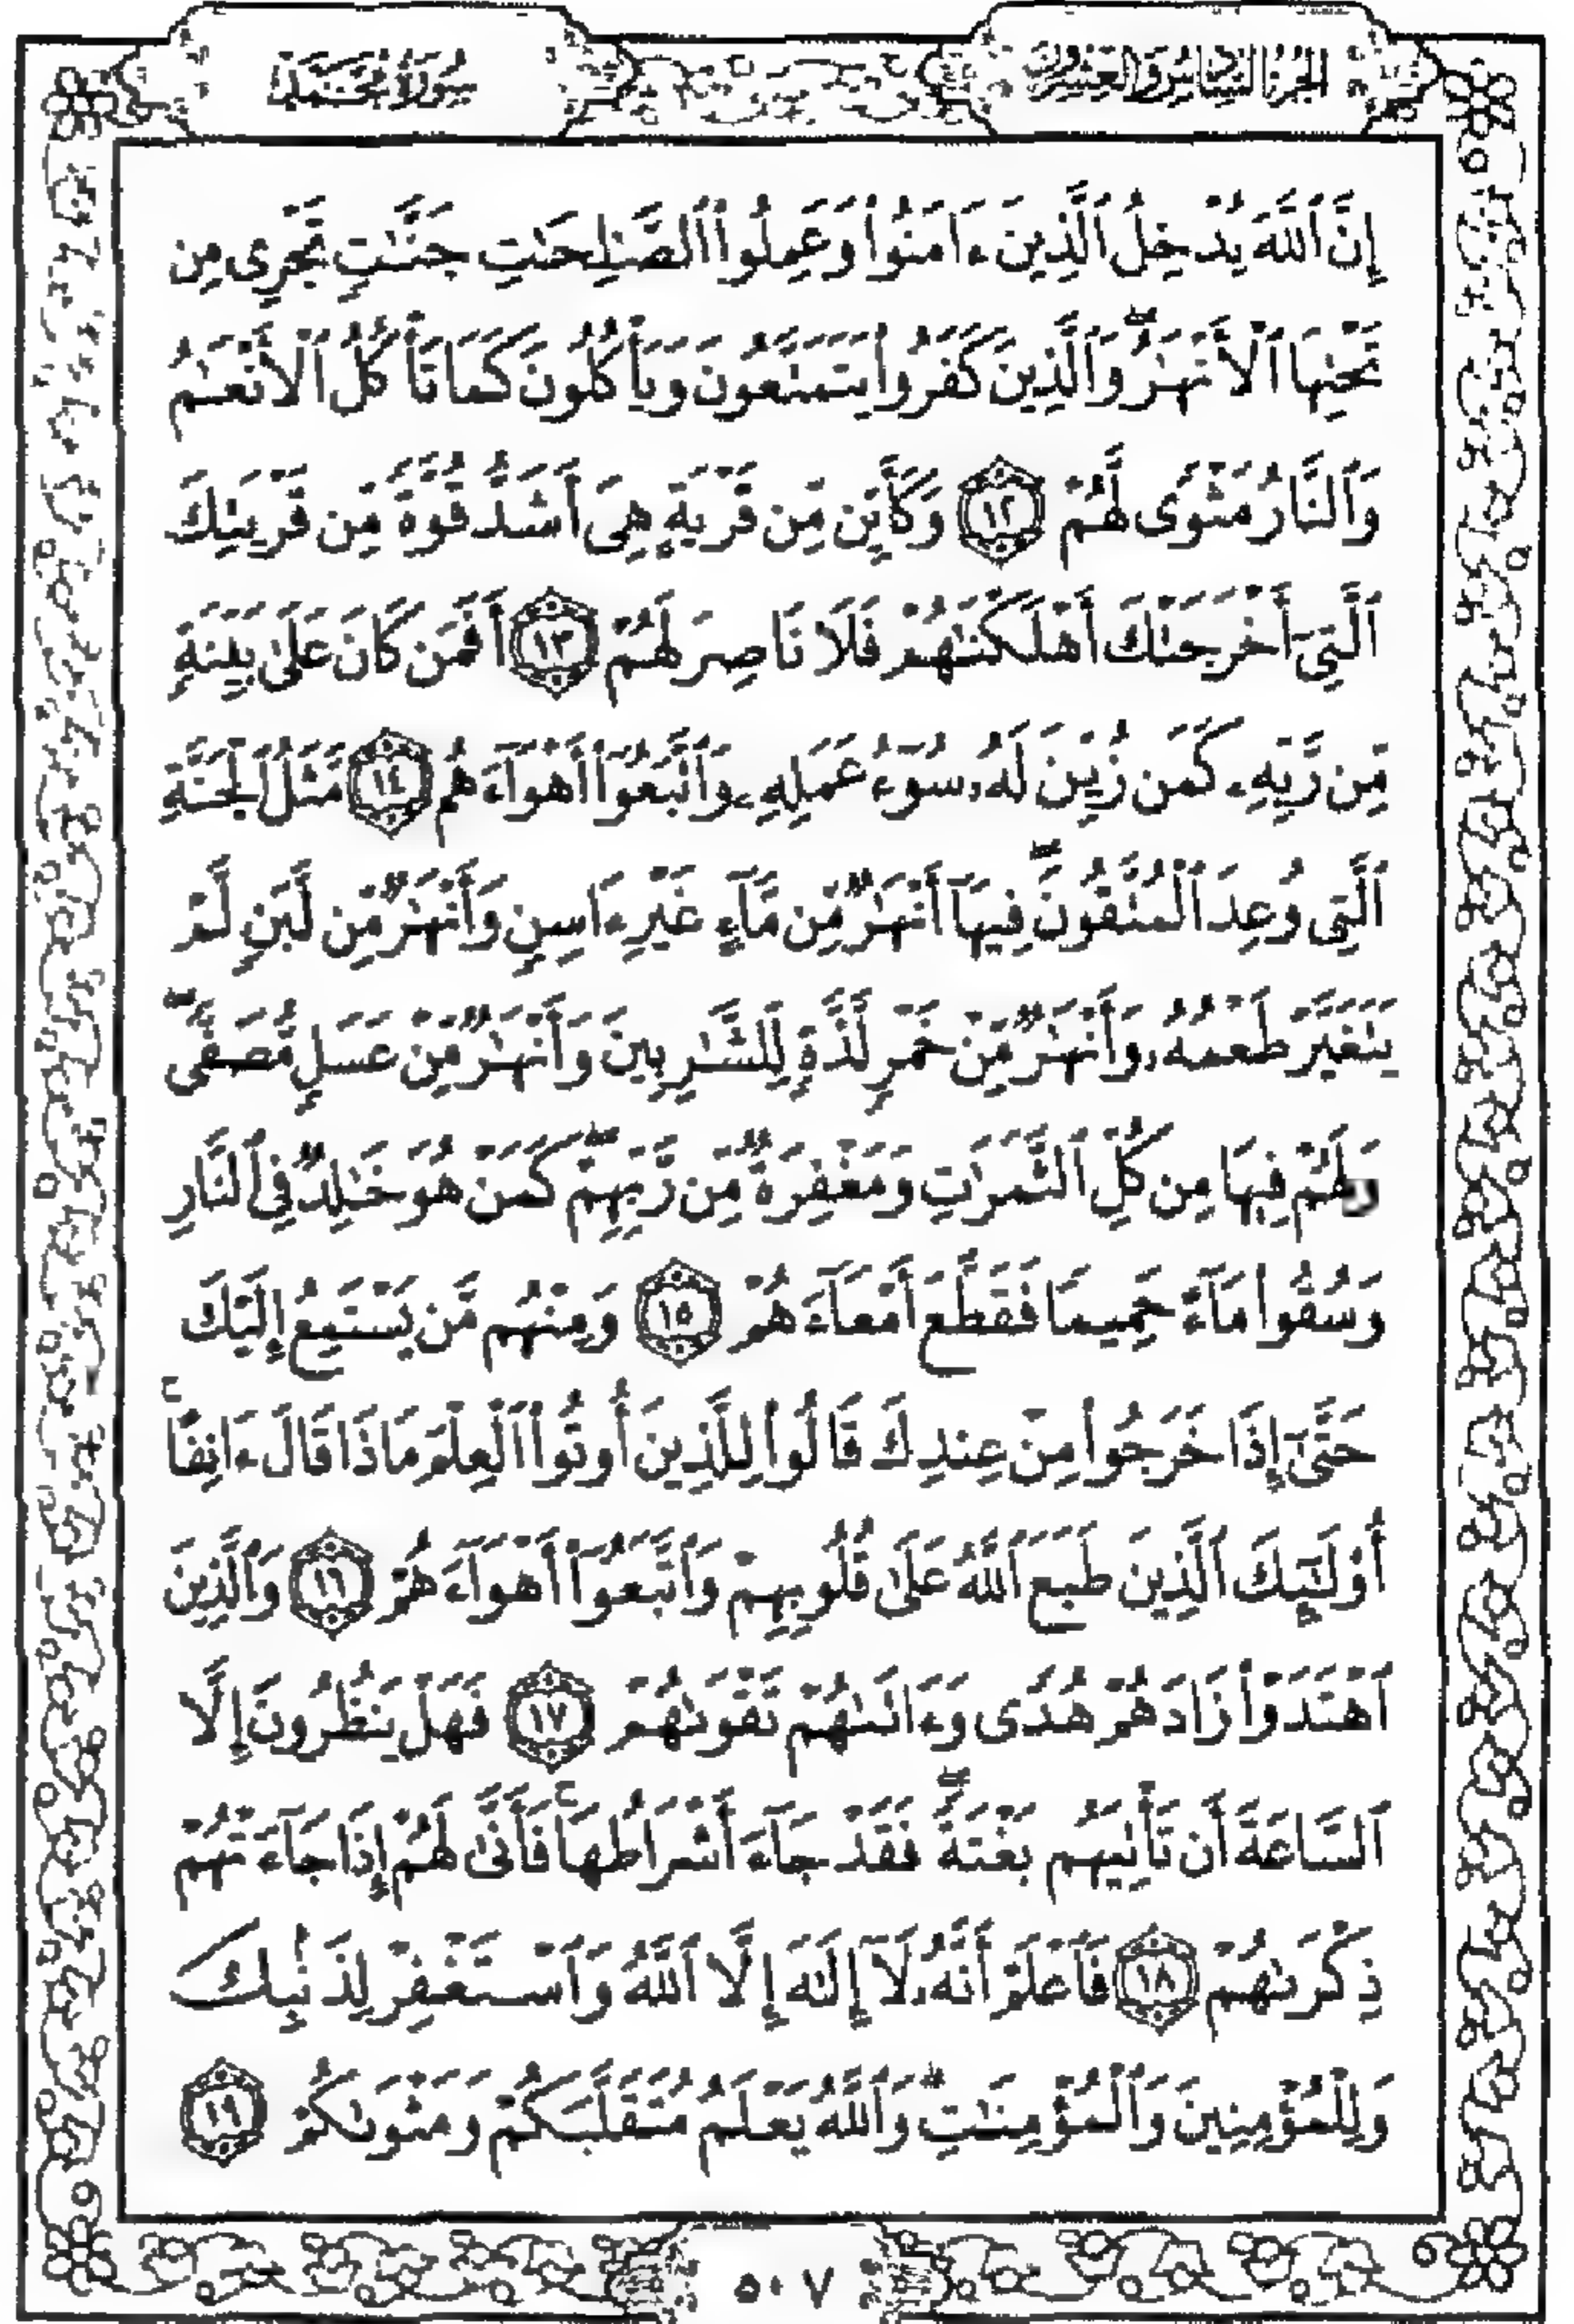 الجزء السادس والعشرون
سورة محمد
إِنَّ ٱللَّهَ يُدْخِلُ ٱلَّذِينَ ءَامَنُوا۟ وَعَمِلُوا۟ ٱلصَّٰلِحَٰتِ جَنَّٰتٍ تَجْرِى مِن
تَحْتِهَا ٱلْأَنْهَٰرُ ۖ وَٱلَّذِينَ كَفَرُوا۟ يَتَمَتَّعُونَ وَيَأْكُلُونَ كَمَا تَأْكُلُ ٱلْأَنْعَٰمُ
وَٱلنَّارُ مَثْوًى لَّهُمْ ١٢ وَكَأَيِّن مِّن قَرْيَةٍ هِىَ أَشَدُّ قُوَّةً مِّن قَرْيَتِكَ
ٱلَّتِىٓ أَخْرَجَتْكَ أَهْلَكْنَٰهُمْ فَلَا نَاصِرَ لَهُمْ ١٣ أَفَمَن كَانَ عَلَىٰ بَيِّنَةٍ
مِّن رَّبِّهِۦ كَمَن زُيِّنَ لَهُۥ سُوٓءُ عَمَلِهِۦ وَٱتَّبَعُوٓا۟ أَهْوَآءَهُم ١٤ مَّثَلُ ٱلْجَنَّةِ
ٱلَّتِى وُعِدَ ٱلْمُتَّقُونَ ۖ فِيهَآ أَنْهَٰرٌ مِّن مَّآءٍ غَيْرِ ءَاسِنٍ وَأَنْهَٰرٌ مِّن لَّبَنٍ لَّمْ
يَتَغَيَّرْ طَعْمُهُۥ وَأَنْهَٰرٌ مِّنْ خَمْرٍ لَّذَّةٍ لِّلشَّٰرِبِينَ وَأَنْهَٰرٌ مِّنْ عَسَلٍ مُّصَفًّى ۖ
وَلَهُمْ فِيهَا مِن كُلِّ ٱلثَّمَرَٰتِ وَمَغْفِرَةٌ مِّن رَّبِّهِمْ ۖ كَمَنْ هُوَ خَٰلِدٌ فِى ٱلنَّارِ
وَسُقُوا۟ مَآءً حَمِيمًا فَقَطَّعَ أَمْعَآءَهُمْ ١٥ وَمِنْهُم مَّن يَسْتَمِعُ إِلَيْكَ
حَتَّىٰٓ إِذَا خَرَجُوا۟ مِنْ عِندِكَ قَالُوا۟ لِلَّذِينَ أُوتُوا۟ ٱلْعِلْمَ مَاذَا قَالَ ءَانِفًا ۚ
أُو۟لَٰٓئِكَ ٱلَّذِينَ طَبَعَ ٱللَّهُ عَلَىٰ قُلُوبِهِمْ وَٱتَّبَعُوٓا۟ أَهْوَآءَهُمْ ١٦ وَٱلَّذِينَ
ٱهْتَدَوْا۟ زَادَهُمْ هُدًى وَءَاتَىٰهُمْ تَقْوَىٰهُمْ ١٧ فَهَلْ يَنظُرُونَ إِلَّا
ٱلسَّاعَةَ أَن تَأْتِيَهُم بَغْتَةً ۖ فَقَدْ جَآءَ أَشْرَاطُهَا ۚ فَأَنَّىٰ لَهُمْ إِذَا جَآءَتْهُمْ
ذِكْرَىٰهُمْ ١٨ فَٱعْلَمْ أَنَّهُۥ لَآ إِلَٰهَ إِلَّا ٱللَّهُ وَٱسْتَغْفِرْ لِذَنۢبِكَ
وَلِلْمُؤْمِنِينَ وَٱلْمُؤْمِنَٰتِ ۗ وَٱللَّهُ يَعْلَمُ مُتَقَلَّبَكُمْ وَمَثْوَىٰكُمْ ١٩
٥٠٧